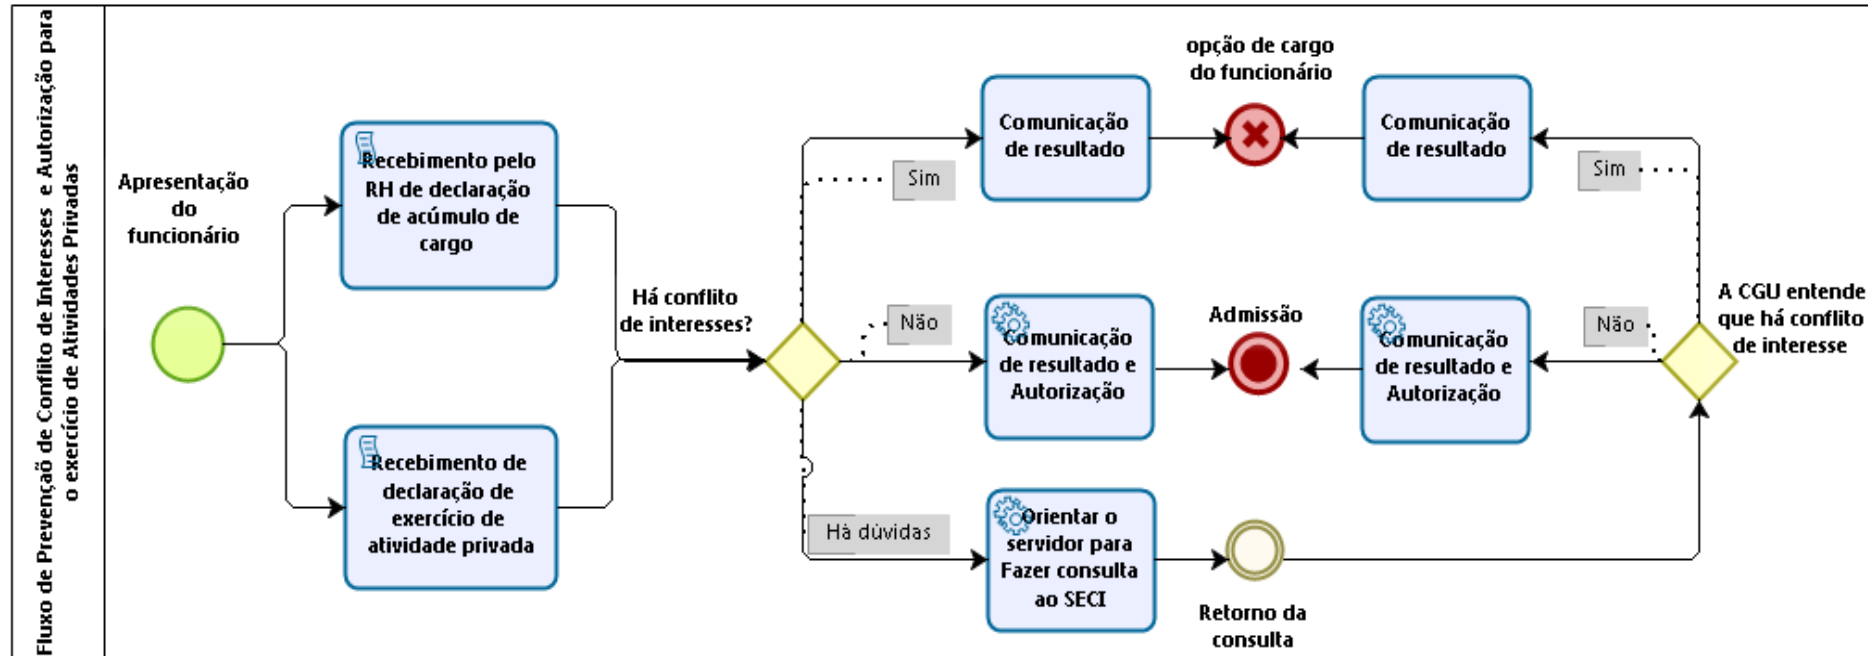 Fluxo de Prevençaõ de Conflito de Interesses e Autorização para
o exercício de Atividades Privadas
Apresentação
do
funcionário
Recebimento pelo
RH de declaração
de acúmulo de
cargo
Recebimento de
declaração de
exercício de
atividade privada
Há conflito
de interesses?
Sim
Não
Hà dúvidas
Comunicação
de resultado
opção de cargo
do funcionário
Comunicação
de resultado
Sim
Comunicação
de resultado e
Autorização
Admissão
Comunicação
de resultado e
Autorização
Não
A CGU entende
que há conflito
de interesse
Orientar o
servidor para
Fazer consulta
ao SECI
Retorno da
consulta